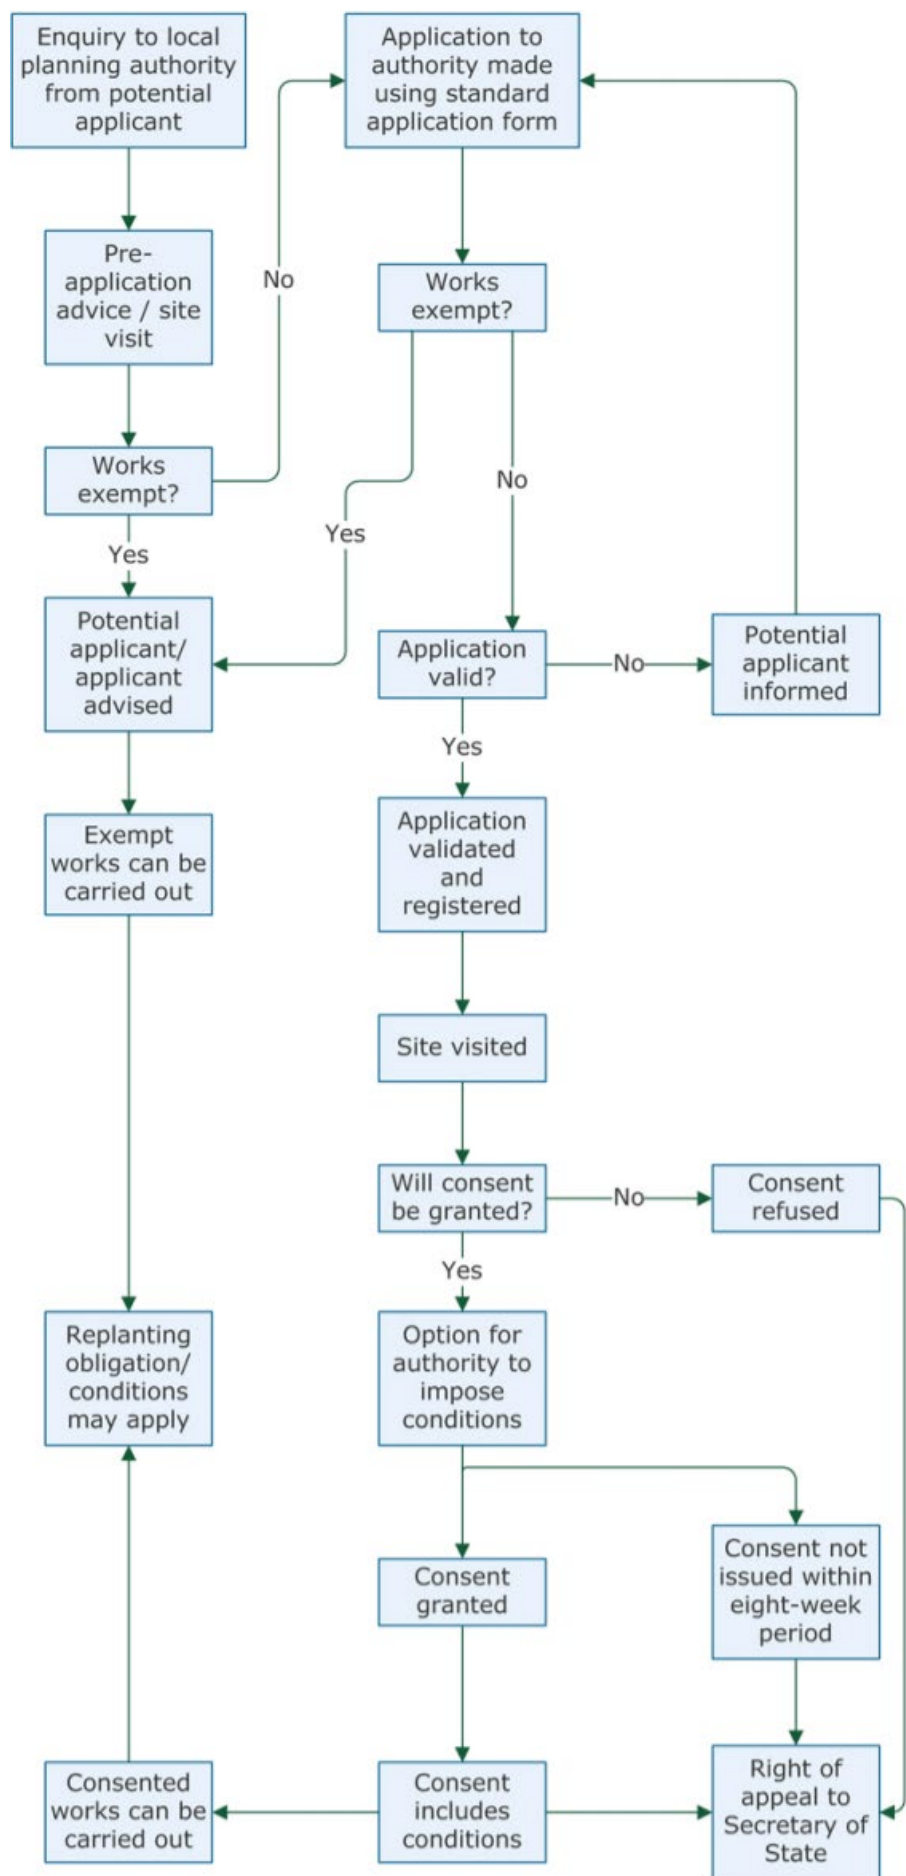 Enquiry to local
planning authority
from potential
applicant
Application to
authority made
using standard
application form
Pre-
application
advice / site
visit
No
Works
exempt?
Works
exempt?
No
Yes
Yes
Potential
applicant/
applicant
advised
Application
valid?
No
Potential
applicant
informed
Yes
Exempt
works can be
carried out
Application
validated
and
registered
Site visited
Will consent
be granted?
No
Consent
refused
Yes
Replanting
obligation/
conditions
may apply
Option for
authority to
impose
conditions
Consent
granted
Consent not
issued within
eight-week
period
Consented
works can be
carried out
Consent
includes
conditions
Right of
appeal to
Secretary of
State